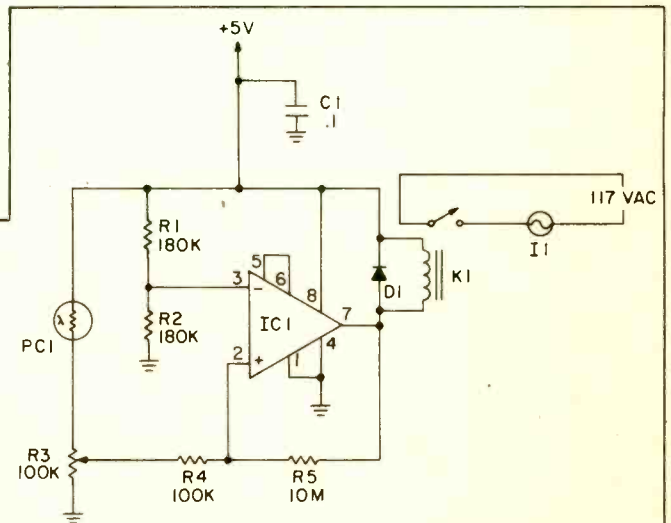 +5V
C1
.1
117 VAC
I1
R1
180K
5
6
K1
3
-
8
D1
IC1
7
R2
180K
4
λ
PC1
2
+
1
R3
100K
R4
100K
R5
10M